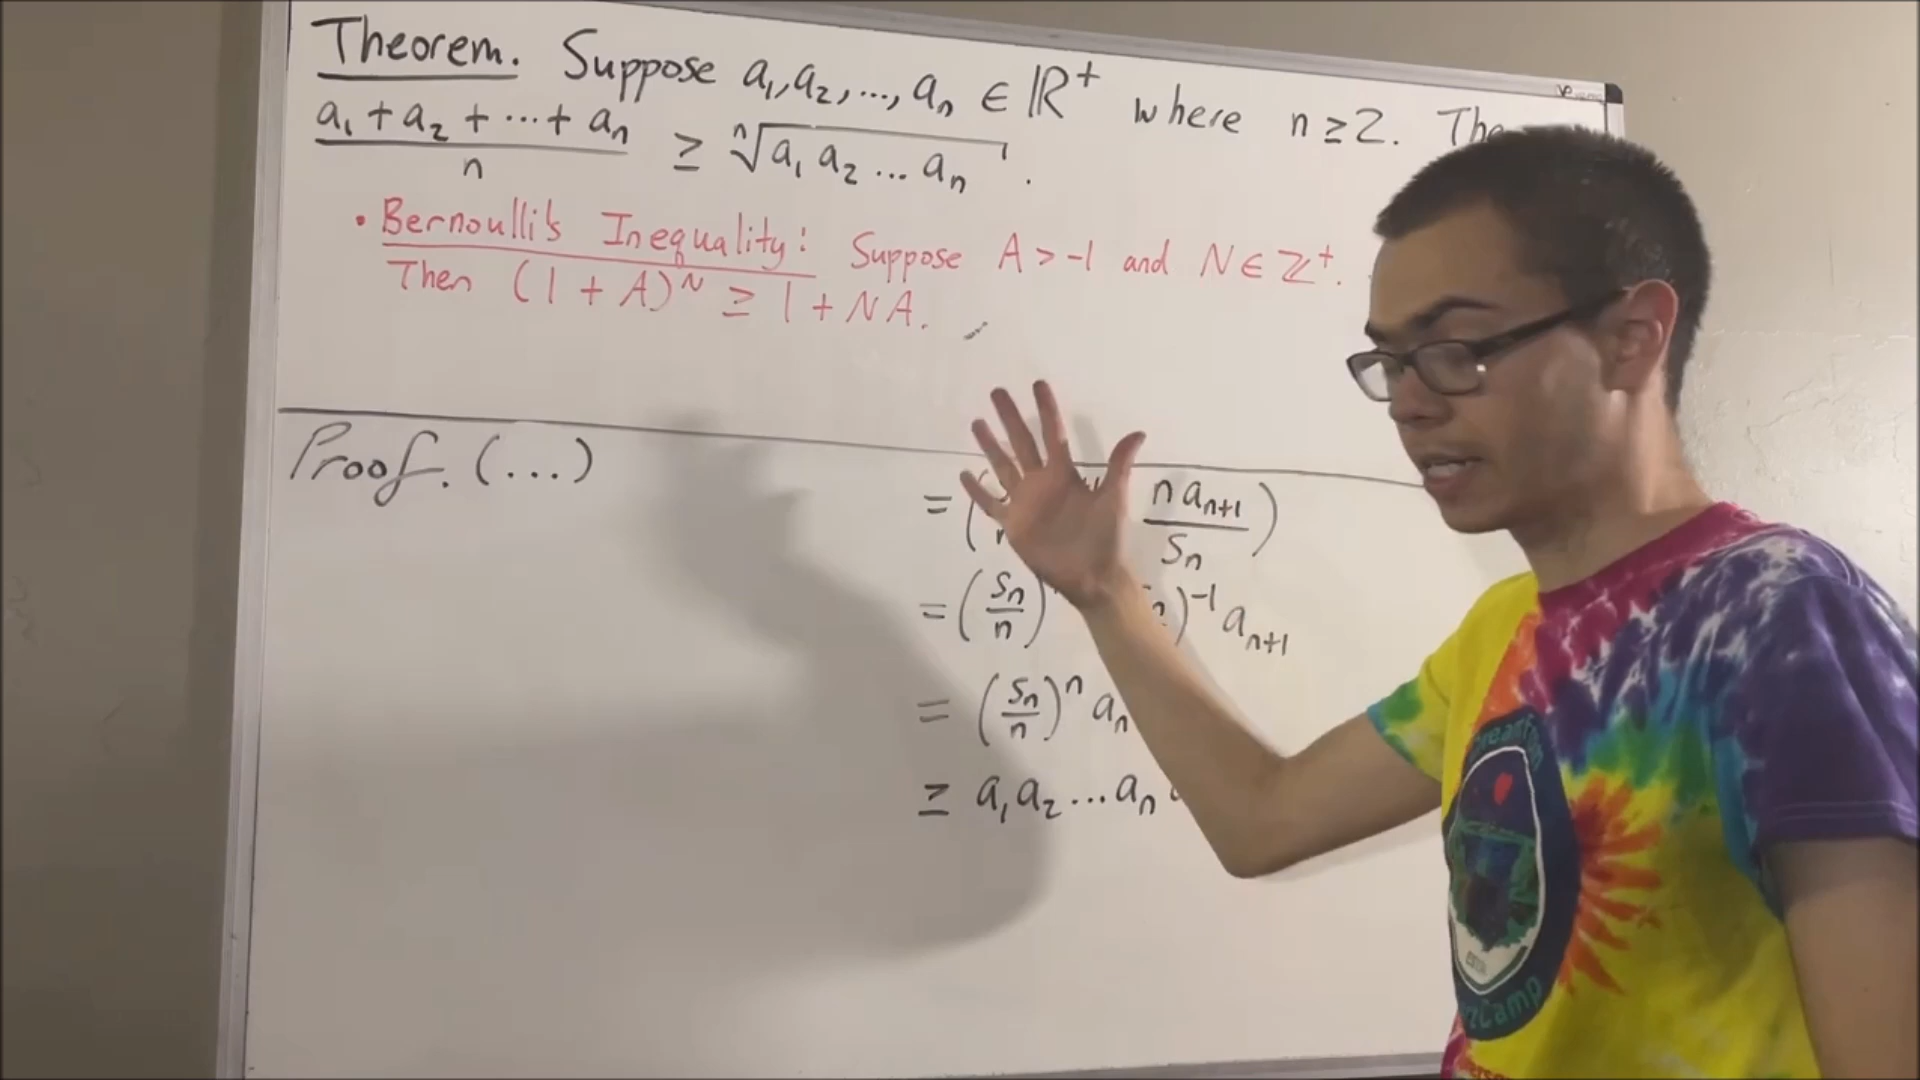 Theorem. Suppose a₁, a₂, ..., aₙ ∈ ℝ⁺ where n ≥ 2.
(a₁ + a₂ + ⋯ + aₙ)/n ≥ ⁿ√(a₁ a₂ ... aₙ).
• Bernoulli's Inequality: Suppose A > -1 and N ∈ ℤ⁺.
Then (1 + A)ᴺ ≥ 1 + NA.
Proof. (...)
= ( n aₙ₊₁/Sₙ )
= (Sₙ/n) )⁻¹ aₙ₊₁
= (Sₙ/n)ⁿ aₙ
≥ a₁ a₂ ... aₙ